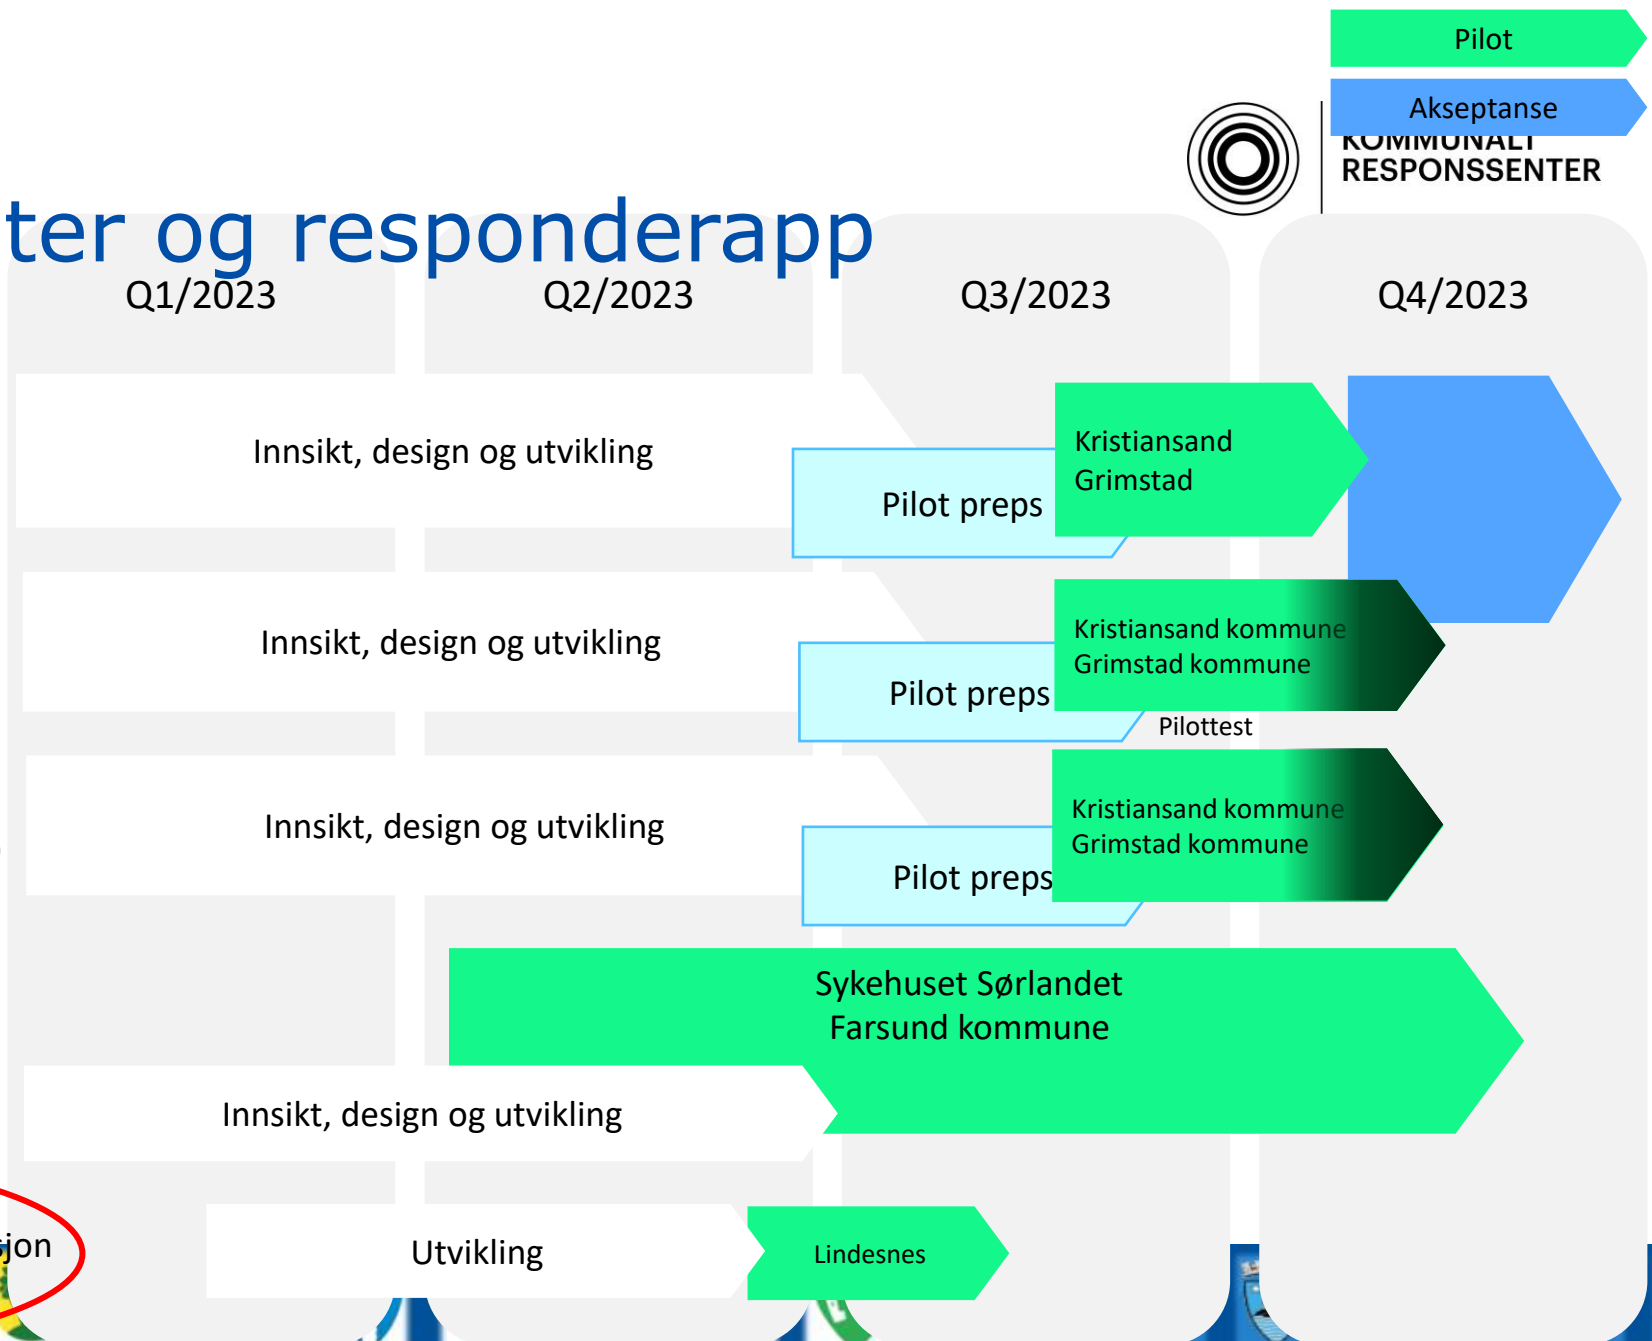 Pilot
Akseptanse
KOMMUNALT
RESPONSSENTER
ter og responderapp
Q1/2023
Q2/2023
Q3/2023
Q4/2023
Innsikt, design og utvikling
Pilot preps
Kristiansand
Grimstad
Innsikt, design og utvikling
Pilot preps
Kristiansand kommune
Grimstad kommune
Pilottest
Innsikt, design og utvikling
Pilot preps
Kristiansand kommune
Grimstad kommune
Sykehuset Sørlandet
Farsund kommune
Innsikt, design og utvikling
sjon
Utvikling
Lindesnes